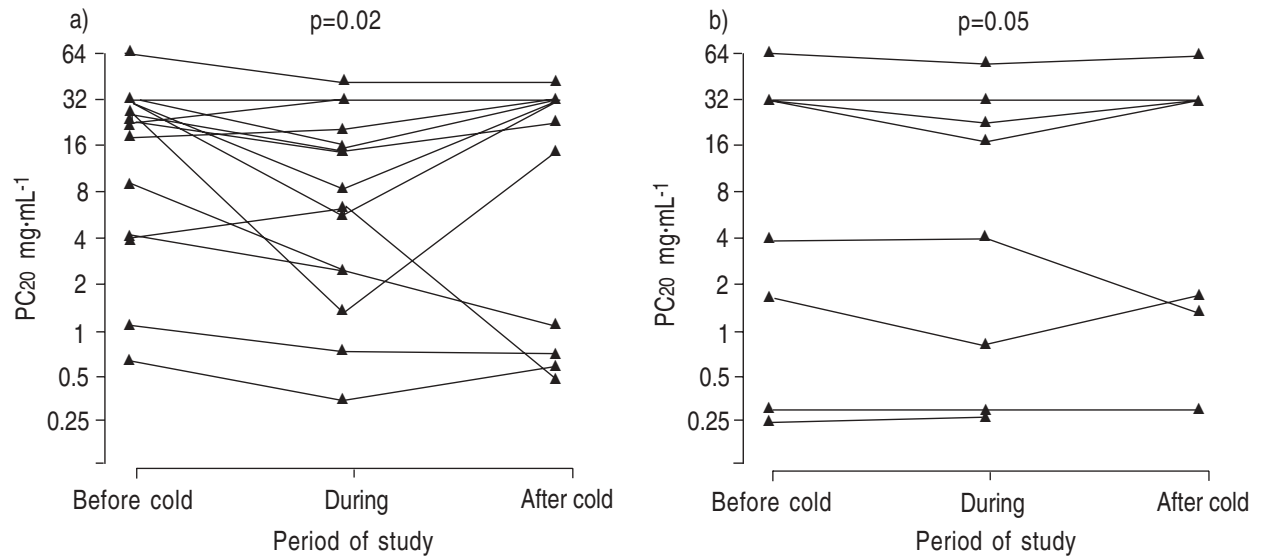 a)
p=0.02
64
32
16
8
4
2
1
0.5
0.25
PC20 mg·mL-1
Before cold
During
After cold
Period of study
b)
p=0.05
64
32
16
8
4
2
1
0.5
0.25
PC20 mg·mL-1
Before cold
During
After cold
Period of study